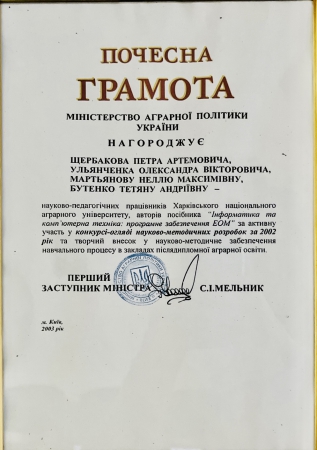 ПОЧЕСНА
ГРАМОТА
МІНІСТЕРСТВО АГРАРНОЇ ПОЛІТИКИ
УКРАЇНИ
НАГОРОДЖУЄ
ЩЕРБАКОВА ПЕТРА АРТЕМОВИЧА,
УЛЬЯНЧЕНКА ОЛЕКСАНДРА ВІКТОРОВИЧА,
МАРТЬЯНОВУ НЕЛЛЮ МАКСИМІВНУ,
БУТЕНКО ТЕТЯНУ АНДРІЇВНУ –
науково-педагогічних працівників Харківського національного
аграрного університету, авторів посібника "Інформатика та
комп'ютерна техніка: програмне забезпечення ЕОМ" за активну
участь у конкурсі-огляді науково-методичних розробок за 2002
рік та творчий внесок у науково-методичне забезпечення
навчального процесу в закладах післядипломної аграрної освіти.
ПЕРШИЙ
ЗАСТУПНИК МІНІСТРА С.І.МЕЛЬНИК
м. Київ,
2003 рік